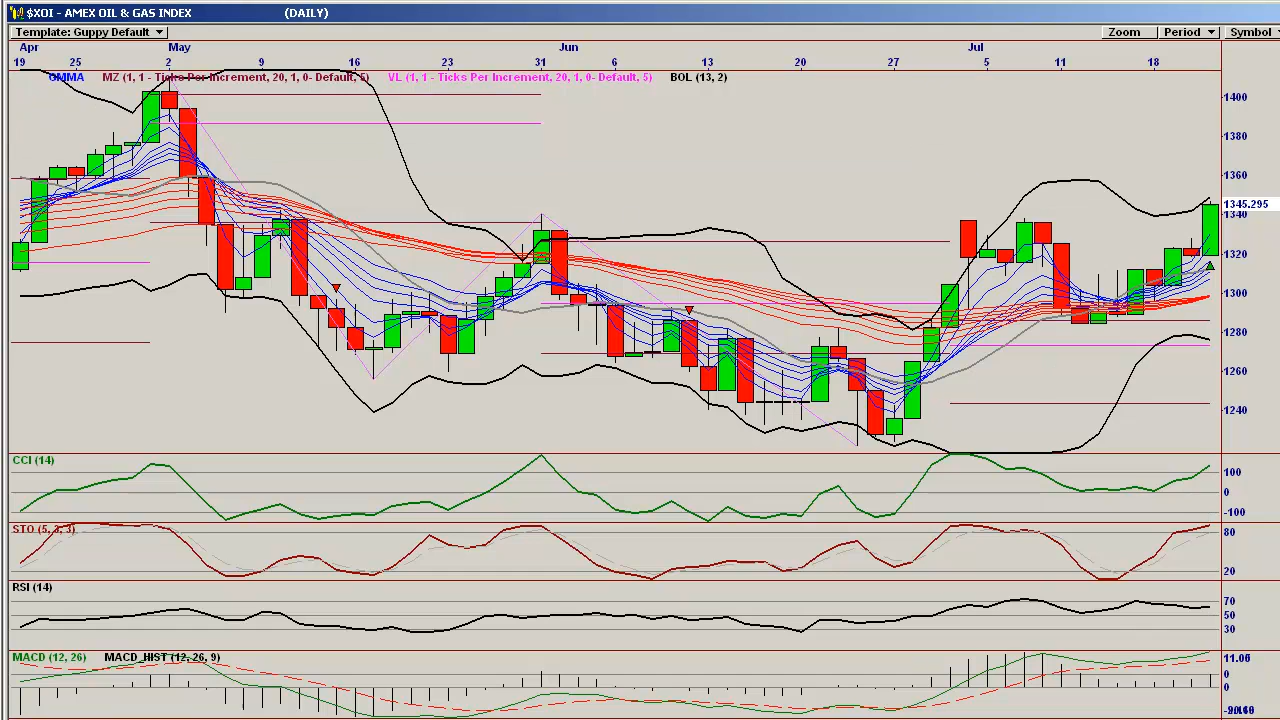 $XOI - AMEX OIL & GAS INDEX (DAILY)
Template: Guppy Default Zoom Period Symbol
Apr May Jun Jul
19 25 2 9 16 23 31 6 13 20 27 5 11 18
GMMA MZ (1, 1 - Ticks Per Increment, 20, 1, 0- Default, 5) VL (1, 1 - Ticks Per Increment, 20, 1, 0- Default, 5) BOL (13, 2)
1400
1380
1360
1345.295
1340
1320
1300
1280
1260
1240
CCI (14)
100
0
-100
STO (5, 3, 3)
80
20
RSI (14)
70
50
30
MACD (12, 26) MACD_HIST (12, 26, 9)
11.06
0
0